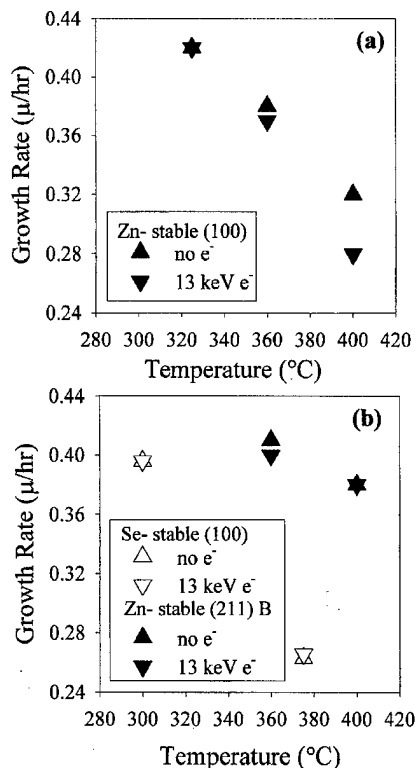 0.44
(a)
0.40
0.36
0.32
0.28
0.24
Growth Rate (μ/hr)
Zn- stable (100)
▲ no e⁻
▼ 13 keV e⁻
280 300 320 340 360 380 400 420
Temperature (°C)
0.44
(b)
0.40
0.36
0.32
0.28
0.24
Growth Rate (μ/hr)
Se- stable (100)
△ no e⁻
▽ 13 keV e⁻
Zn- stable (211) B
▲ no e⁻
▼ 13 keV e⁻
280 300 320 340 360 380 400 420
Temperature (°C)